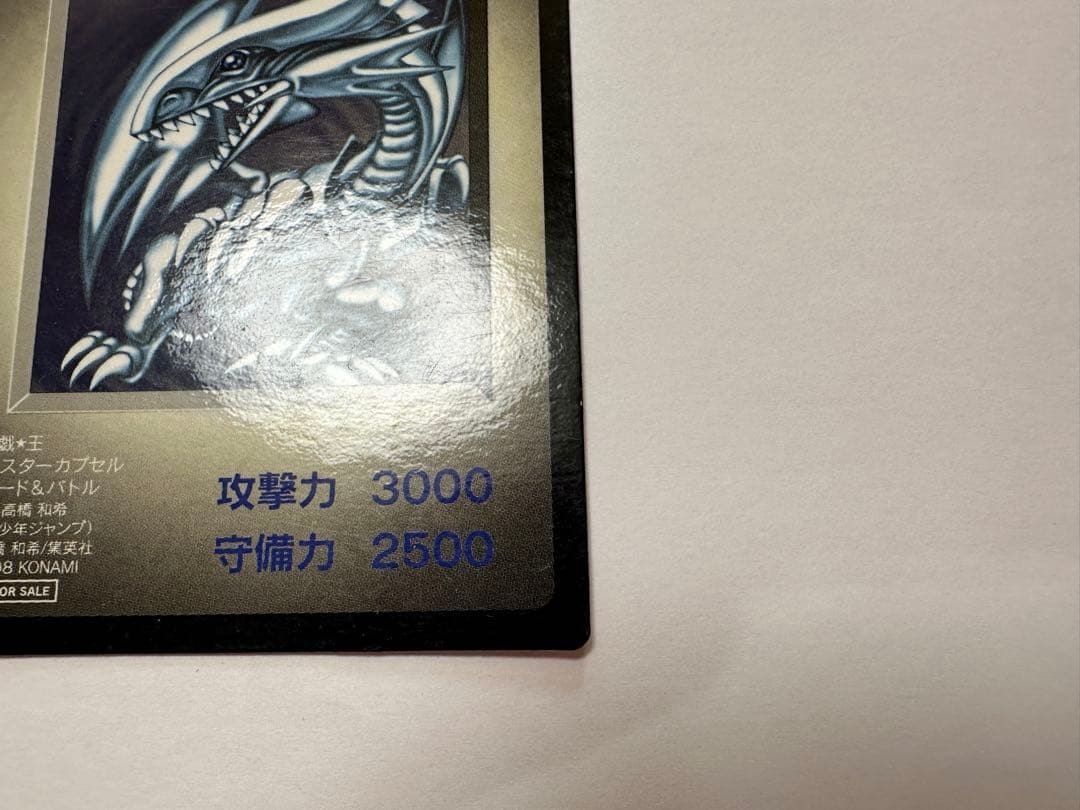 戯★王
スターカプセル
ード&バトル
高橋 和希
少年ジャンプ)
和希/集英社
98 KONAMI
OR SALE
攻撃力 3000
守備力 2500